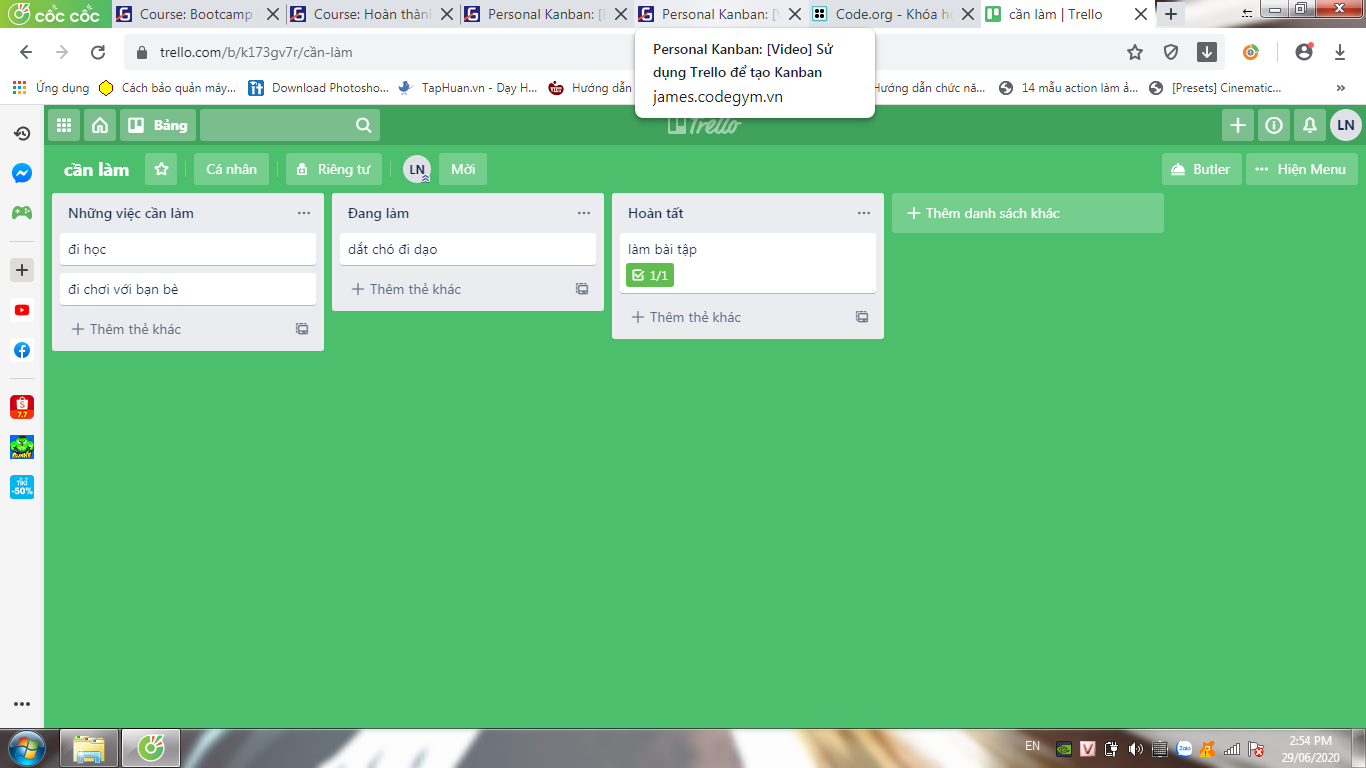 cốc cốc
Course: Bootcamp
Course: Hoàn thành
Personal Kanban: [B
Personal Kanban: [V
Code.org - Khóa h
cần làm | Trello
trello.com/b/k173gv7r/cần-làm
Personal Kanban: [Video] Sử
dụng Trello để tạo Kanban
james.codegym.vn
Ứng dụng
Cách bảo quản máy...
Download Photosho...
TapHuan.vn - Dạy H...
Hướng dẫn
Hướng dẫn chức nă...
14 mẫu action làm ả...
[Presets] Cinematic...
»
Bảng
Trello
LN
cần làm
Cá nhân
Riêng tư
LN
Mời
Butler
Hiện Menu
Những việc cần làm
Đang làm
Hoàn tất
+ Thêm danh sách khác
đi học
dắt chó đi dạo
làm bài tập
1/1
đi chơi với bạn bè
+ Thêm thẻ khác
+ Thêm thẻ khác
+ Thêm thẻ khác
7.7
BUNNY
TIKI
-50%
EN
Zalo
2:54 PM
29/06/2020